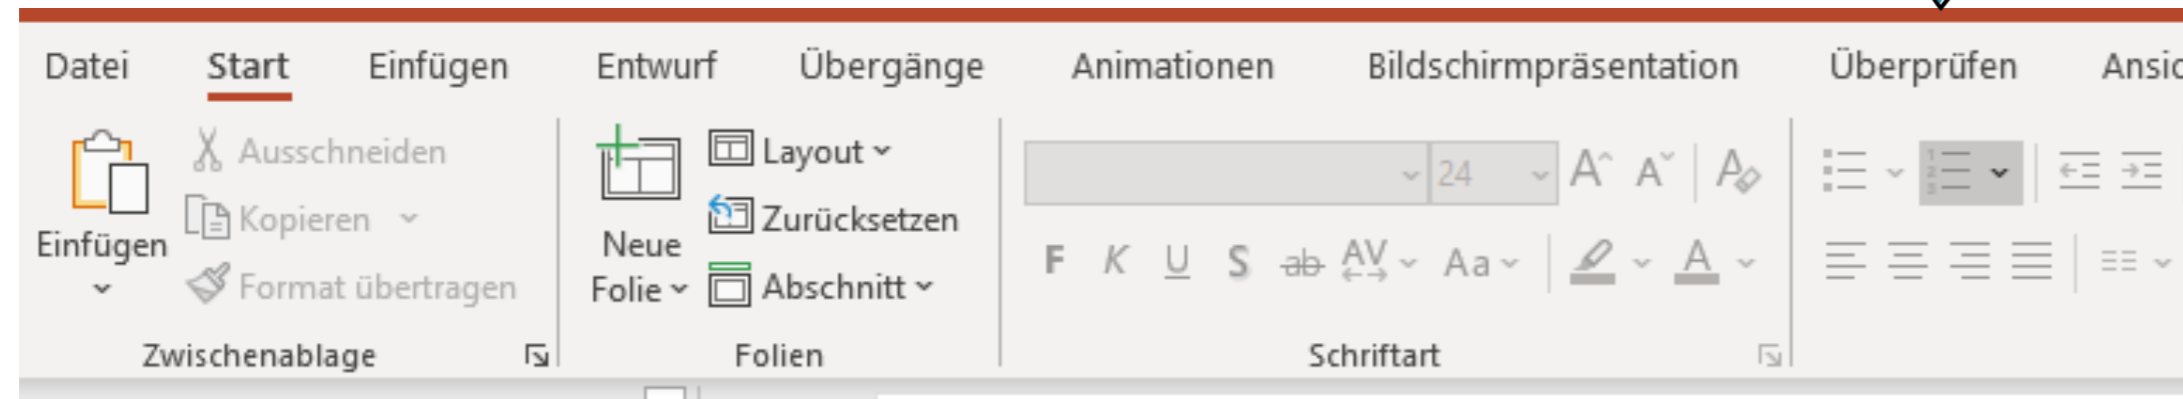 Datei Start Einfügen Entwurf Übergänge Animationen Bildschirmpräsentation Überprüfen
Einfügen
Ausschneiden
Kopieren
Format übertragen
Zwischenablage
Neue
Folie
Layout
Zurücksetzen
Abschnitt
Folien
24
F K U S ab AV Aa A
Schriftart